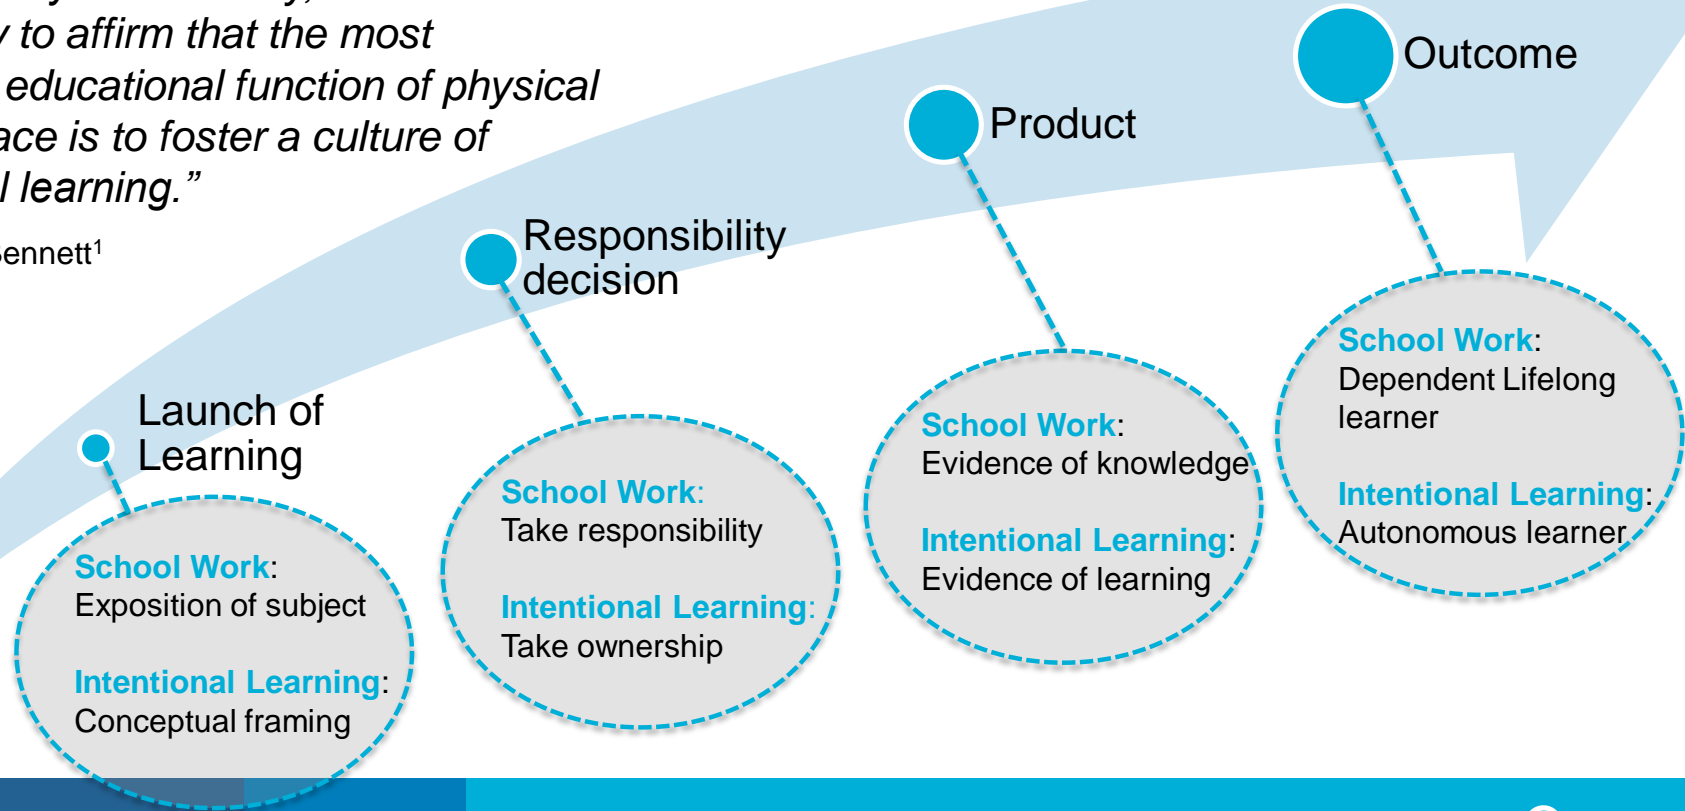 to affirm that the most
educational function of physical
is to foster a culture of
learning.”
Launch of
Learning
School Work:
Exposition of subject
Intentional Learning:
Conceptual framing
Responsibility
decision
School Work:
Take responsibility
Intentional Learning:
Take ownership
Product
School Work:
Evidence of knowledge
Intentional Learning:
Evidence of learning
Outcome
School Work:
Dependent Lifelong
learner
Intentional Learning:
Autonomous learner